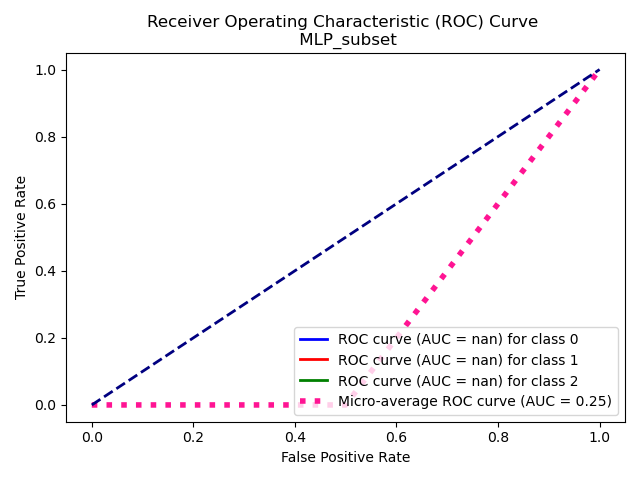 Receiver Operating Characteristic (ROC) Curve
MLP_subset
True Positive Rate
1.0
0.8
0.6
0.4
0.2
0.0
ROC curve (AUC = nan) for class 0
ROC curve (AUC = nan) for class 1
ROC curve (AUC = nan) for class 2
Micro-average ROC curve (AUC = 0.25)
0.0 0.2 0.4 0.6 0.8 1.0
False Positive Rate